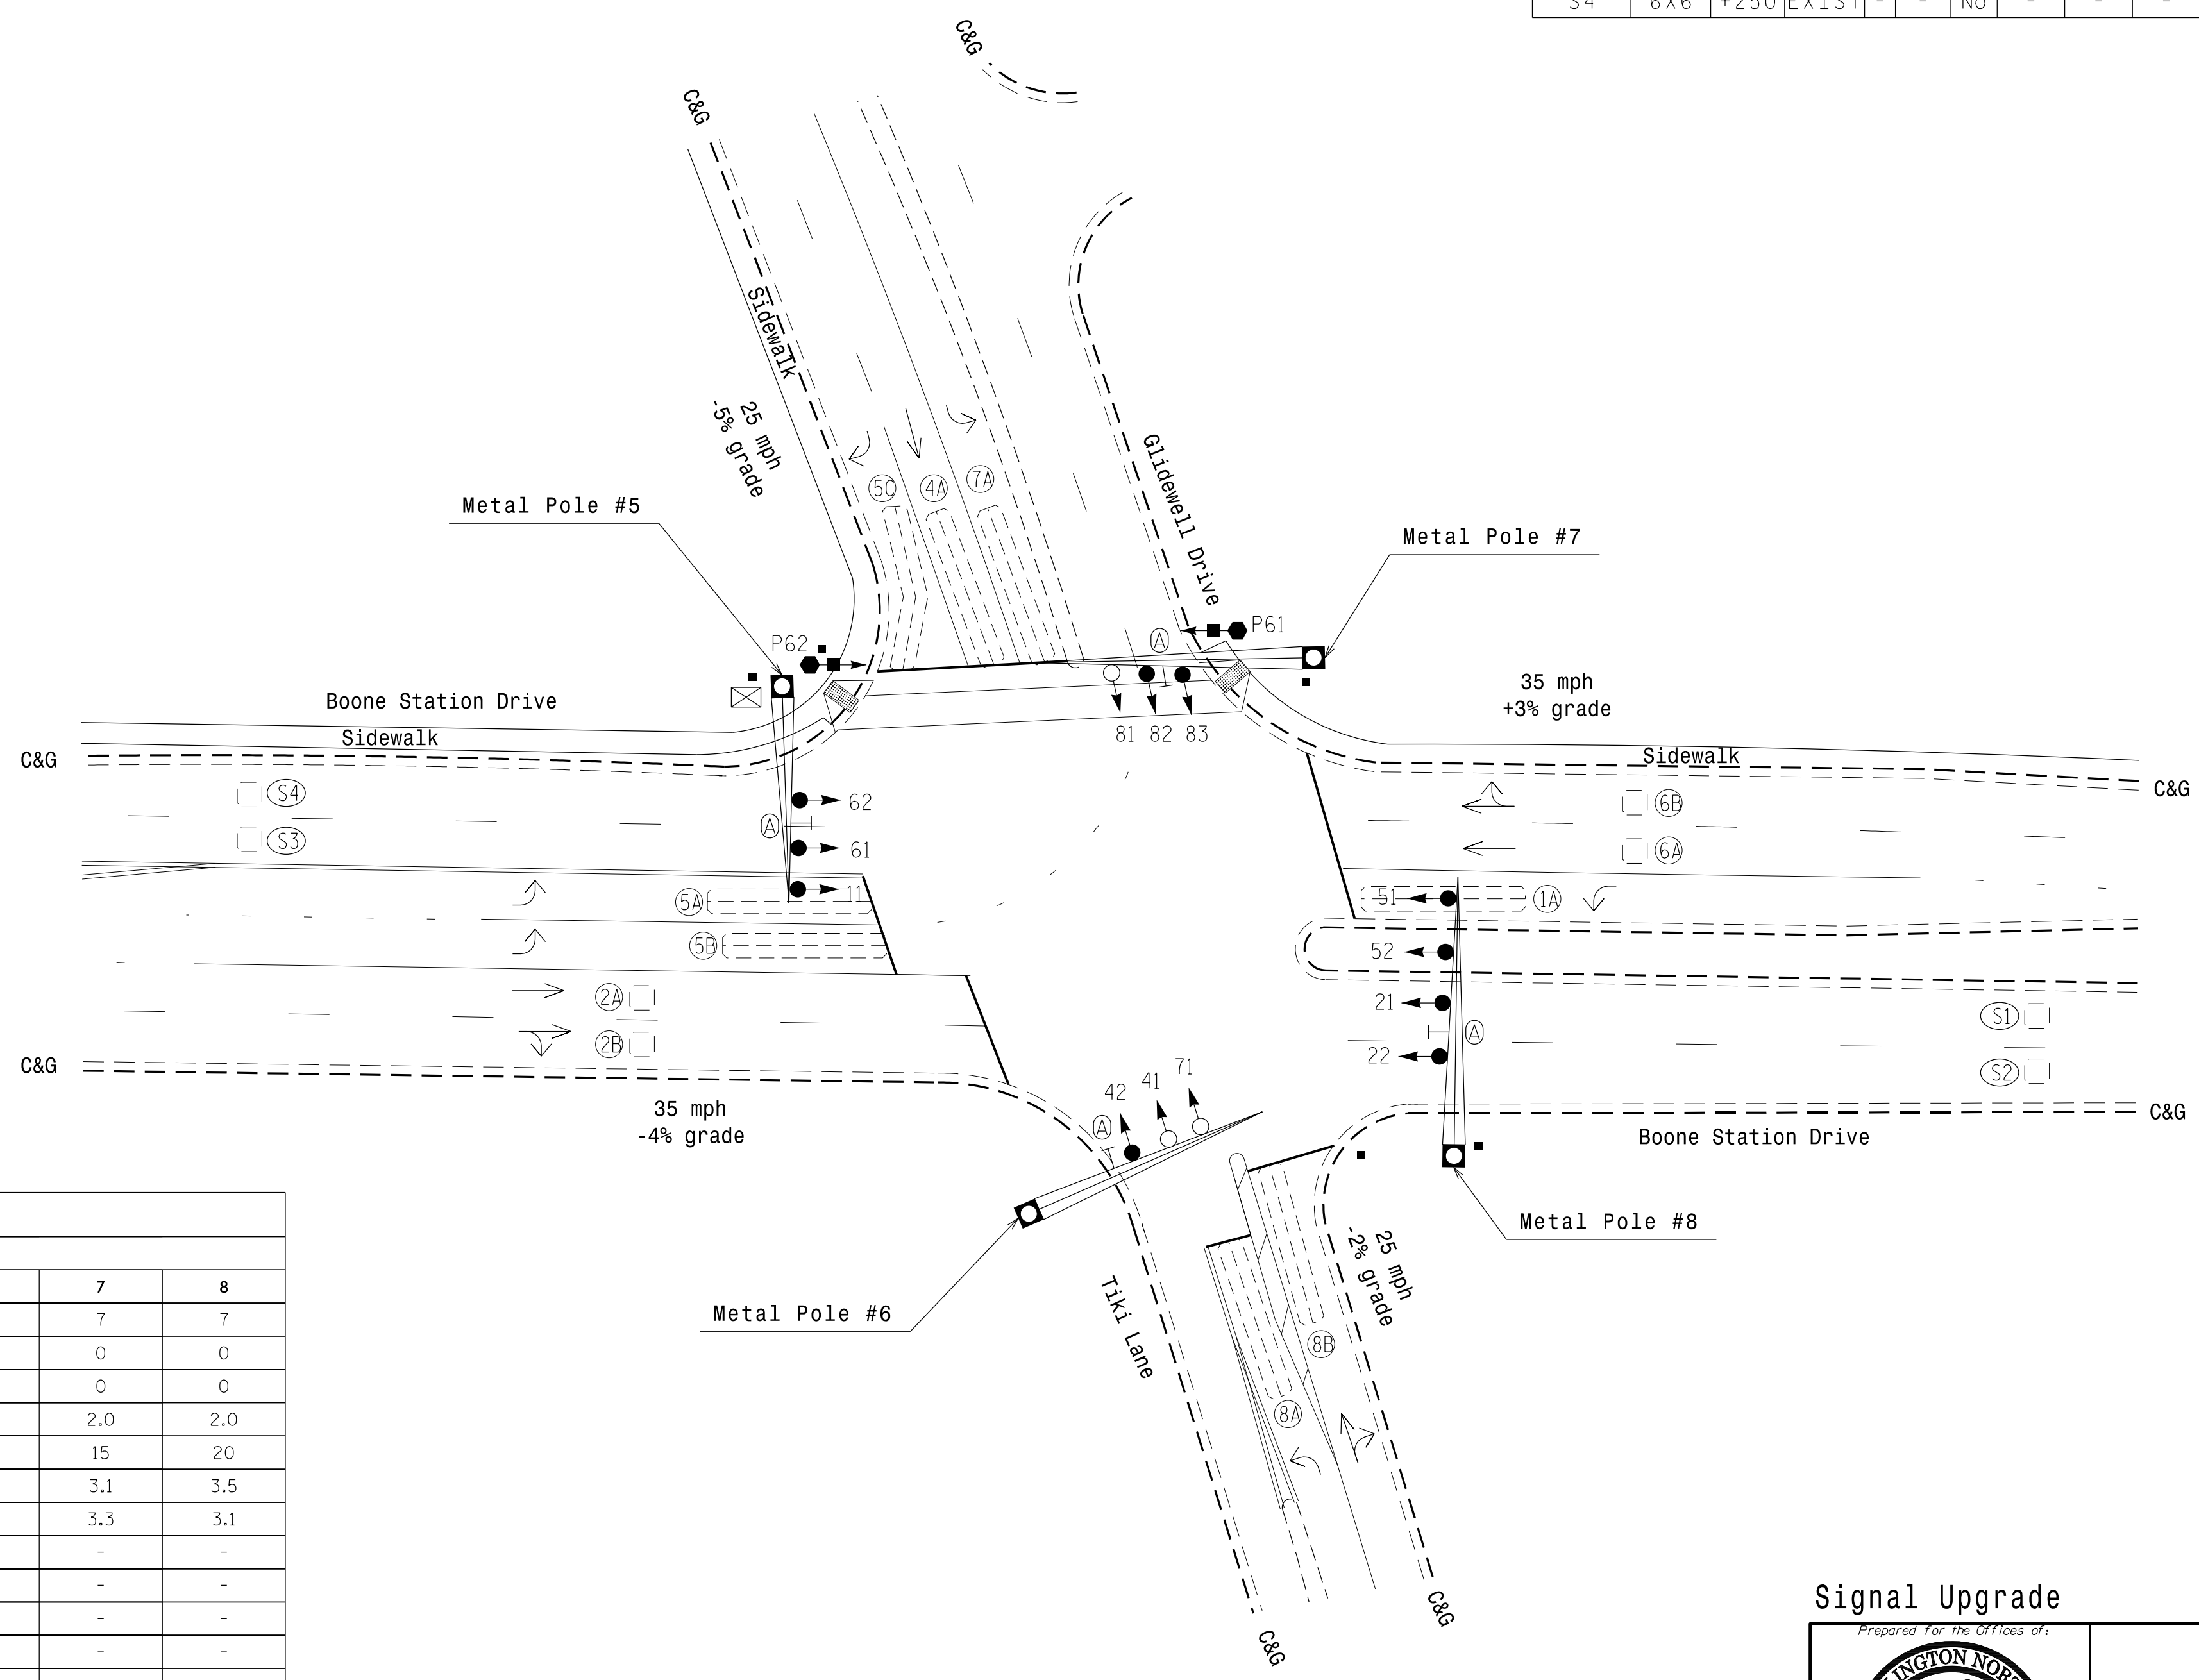 S4 6X6 +250 EXIST - - No - - -
C&G
C&G
Sidewalk
25 mph
-5% grade
5C 4A 7A
Glidewell Drive
Metal Pole #5
Metal Pole #7
P62
A
P61
35 mph
+3% grade
81 82 83
Boone Station Drive
Sidewalk
C&G
Sidewalk
C&G
S4
62
6B
A
S3
61
6A
11
5A
51
1A
5B
52
2A
21
S1
A
2B
22
S2
C&G
35 mph
-4% grade
42 41 71
A
C&G
Boone Station Drive
Metal Pole #8
25 mph
-2% grade
Metal Pole #6
Tiki Lane
8B
8A
C&G
C&G
7 8
7 7
0 0
0 0
2.0 2.0
15 20
3.1 3.5
3.3 3.1
- -
- -
- -
- -
Signal Upgrade
Prepared for the Offices of: